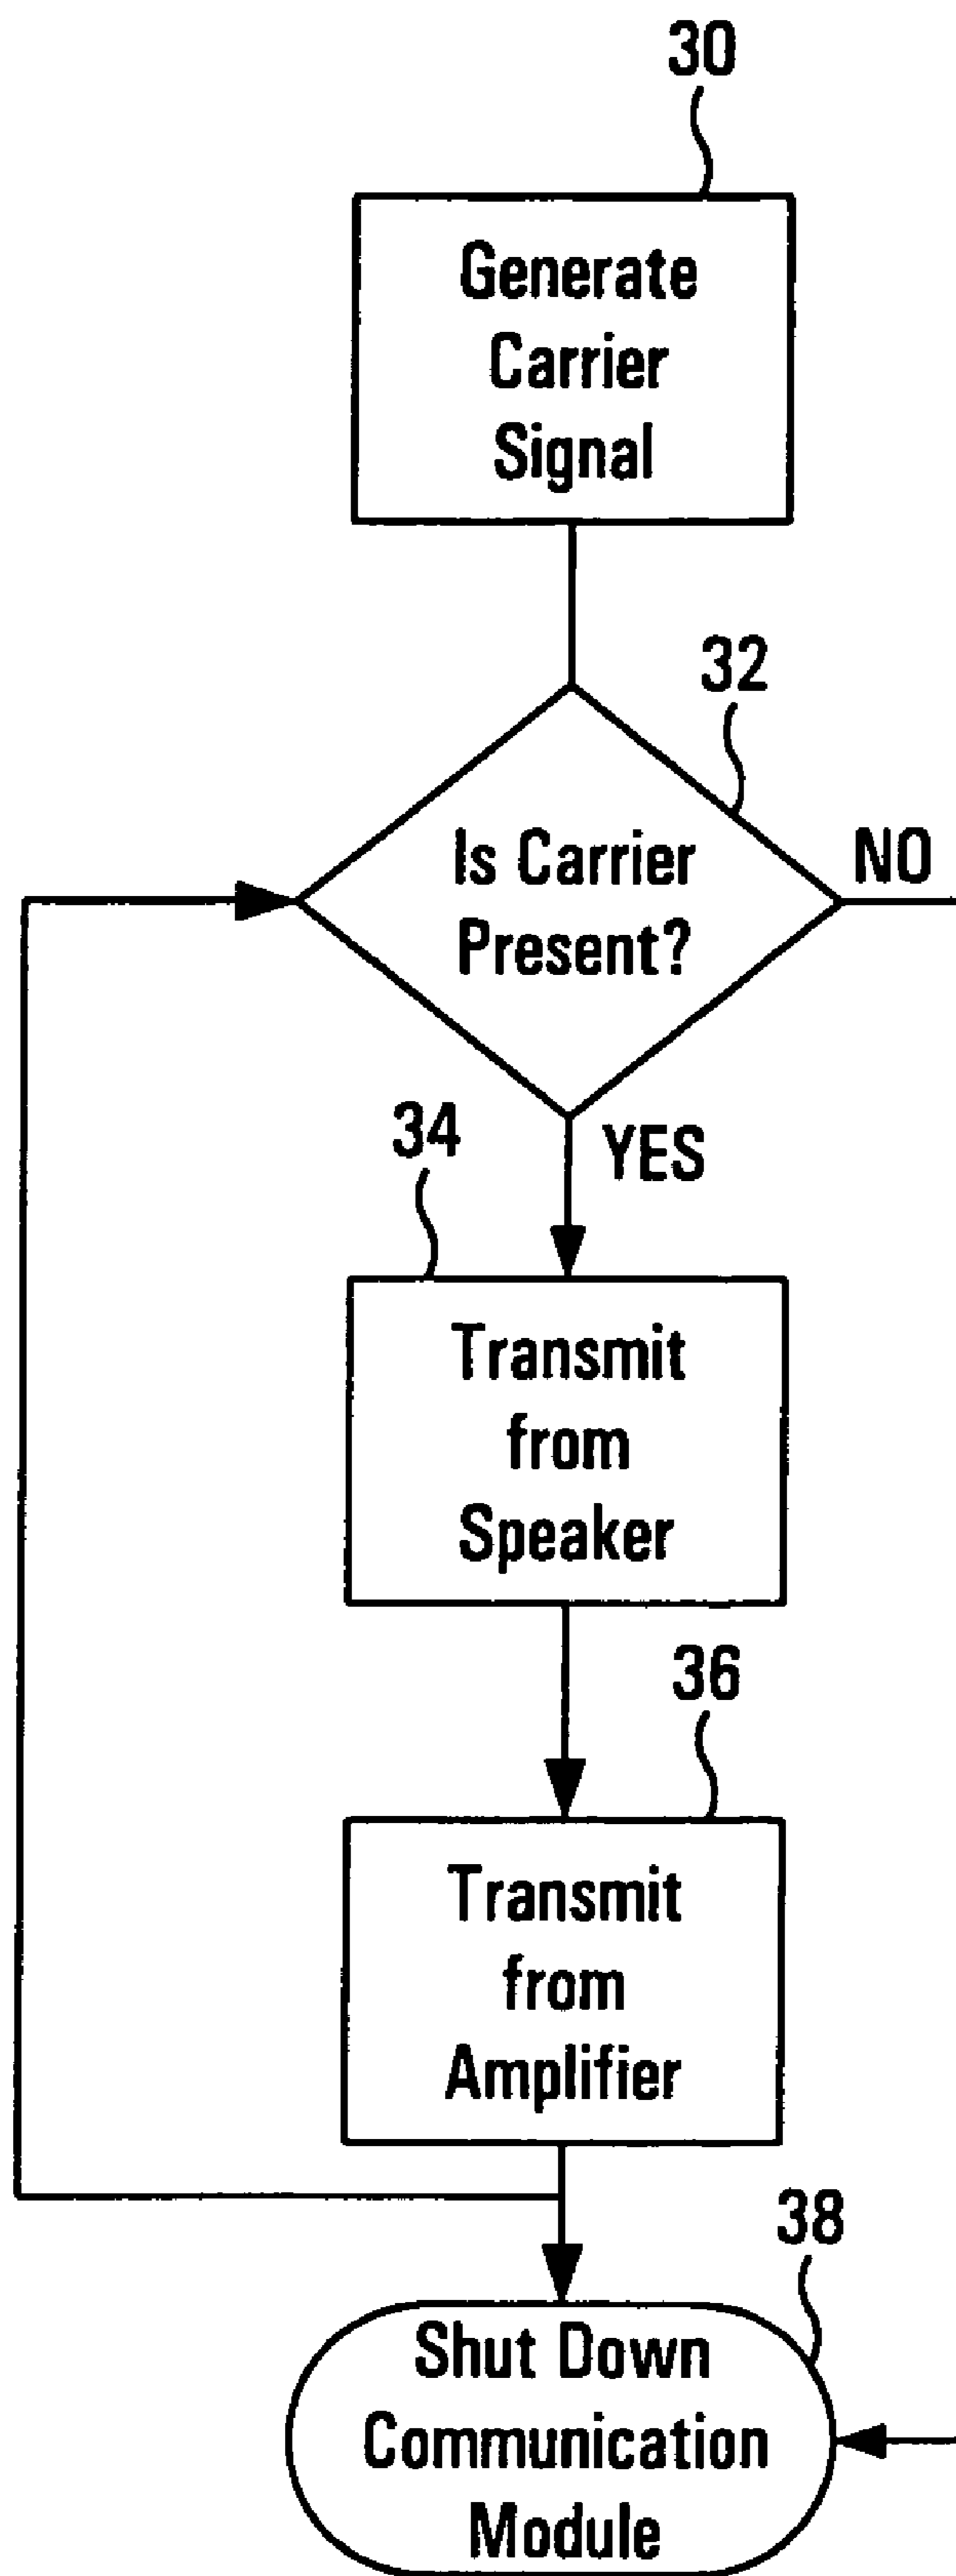 30
Generate
Carrier
Signal
32
Is Carrier
Present?
NO
YES
34
Transmit
from
Speaker
36
Transmit
from
Amplifier
38
Shut Down
Communication
Module